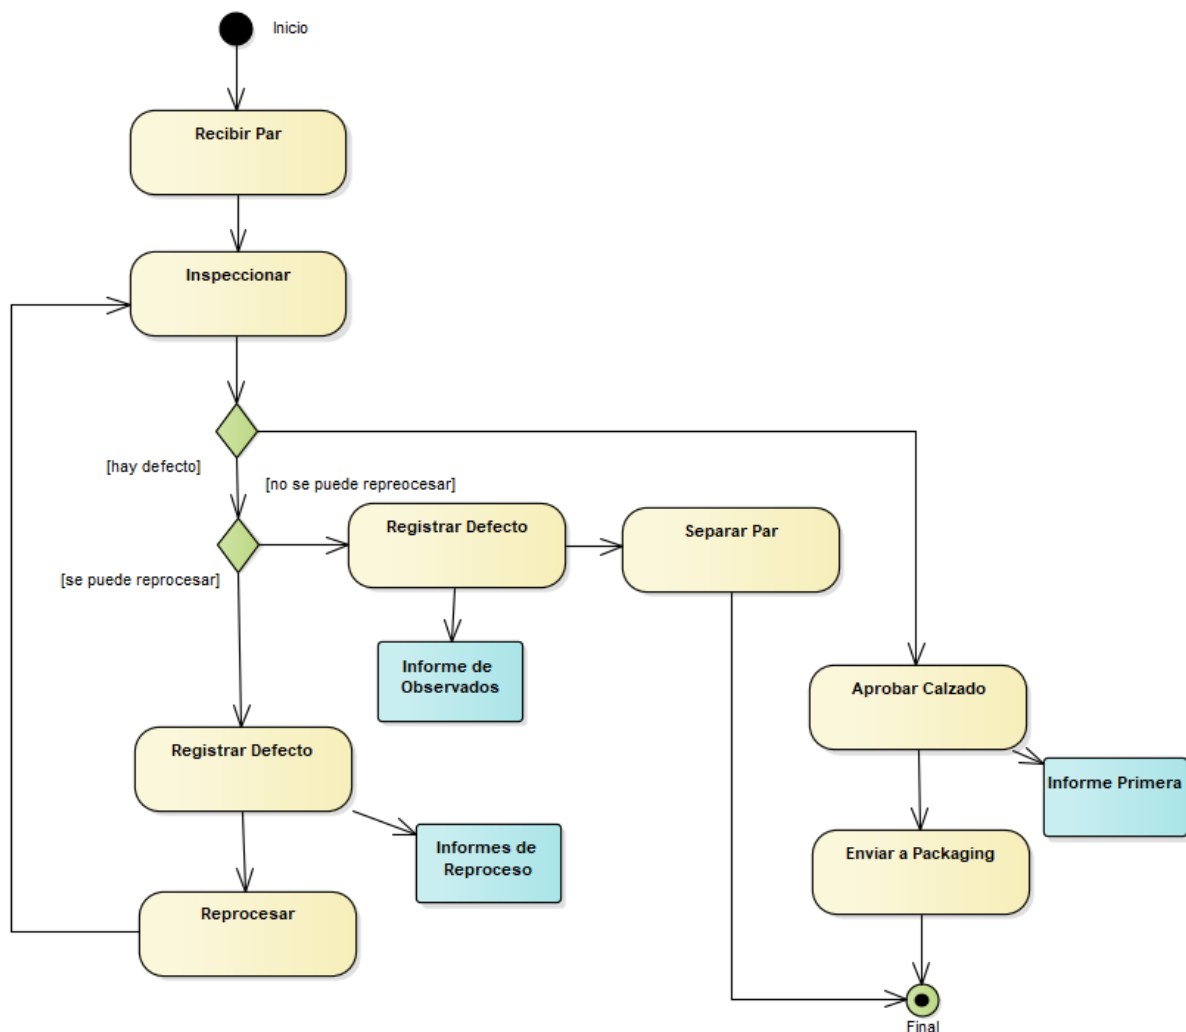 Inicio
Recibir Par
Inspeccionar
[hay defecto]
[no se puede repreocesar]
Registrar Defecto
Separar Par
[se puede reprocesar]
Informe de
Observados
Aprobar Calzado
Registrar Defecto
Informe Primera
Informes de
Reproceso
Enviar a Packaging
Reprocesar
Final